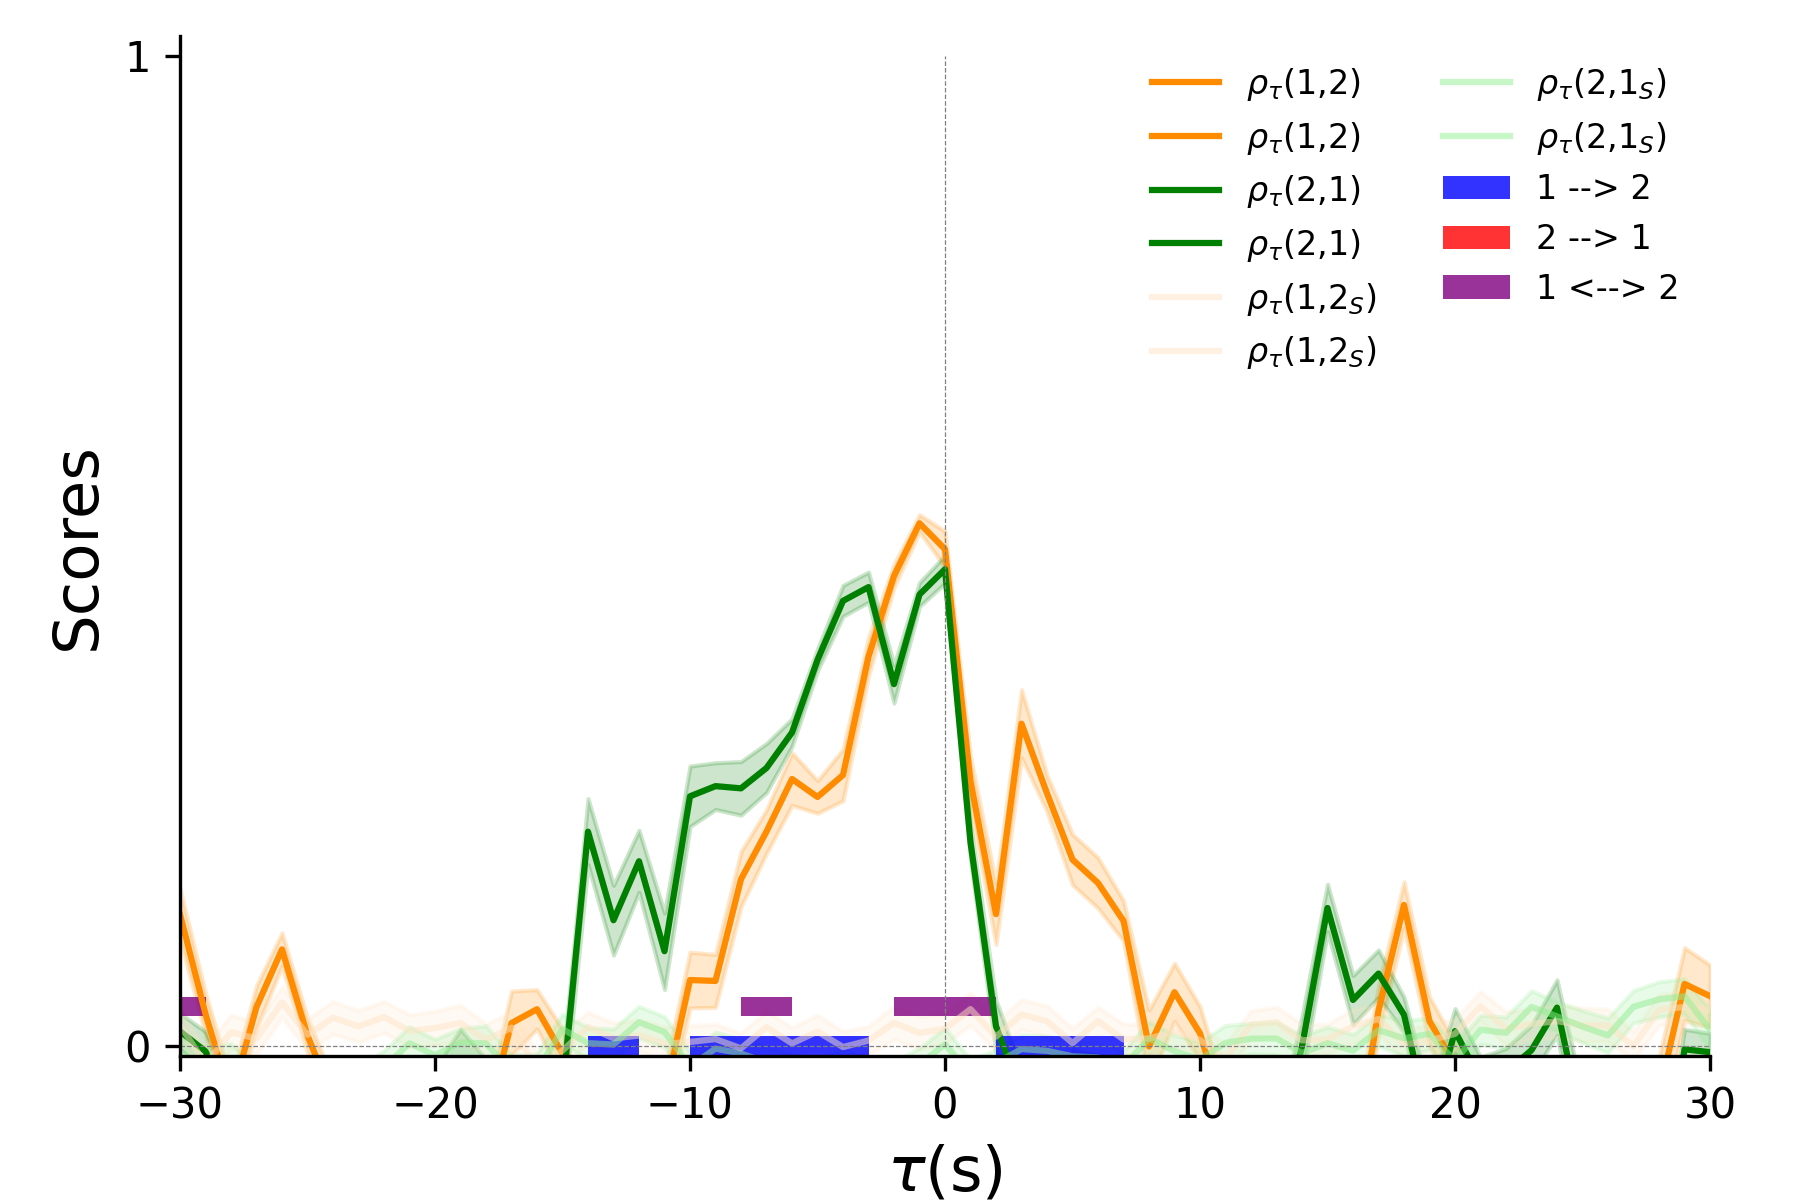 Scores
1
0
ρτ(1,2)
ρτ(1,2)
ρτ(2,1)
ρτ(2,1)
ρτ(1,2S)
ρτ(1,2S)
ρτ(2,1S)
ρτ(2,1S)
1 --> 2
2 --> 1
1 <--> 2
−30 −20 −10 0 10 20 30
τ(s)